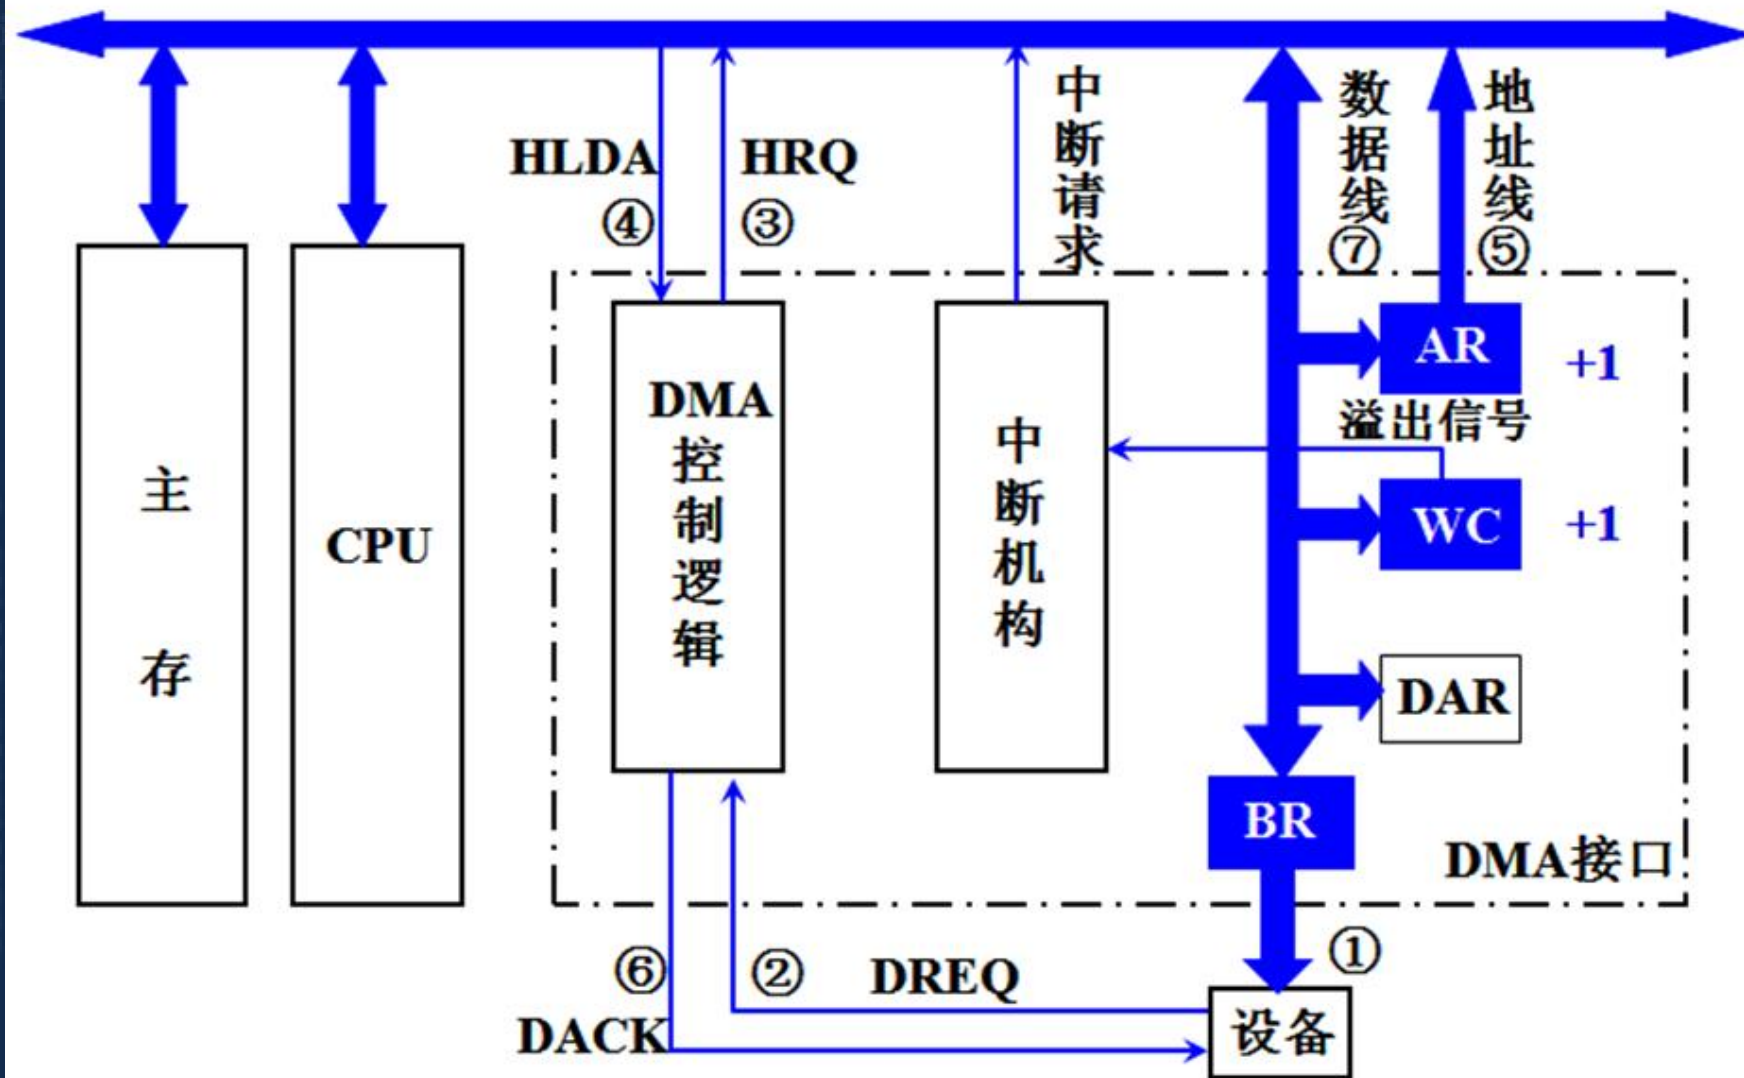 HLDA
④
HRQ
③
中断请求
数据线
⑦
地址线
⑤
主存
CPU
DMA
控制逻辑
中断机构
AR
+1
溢出信号
WC
+1
DAR
BR
DMA接口
⑥
②
DREQ
①
DACK
设备